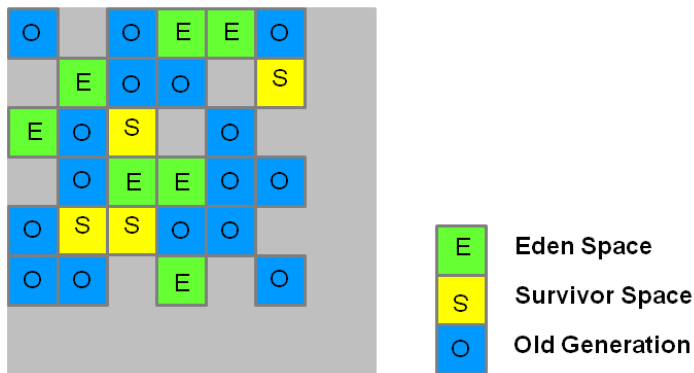 O O E E O
E O O S
E O S O
O E E O O
O S S O O
O O E O
E Eden Space
S Survivor Space
O Old Generation